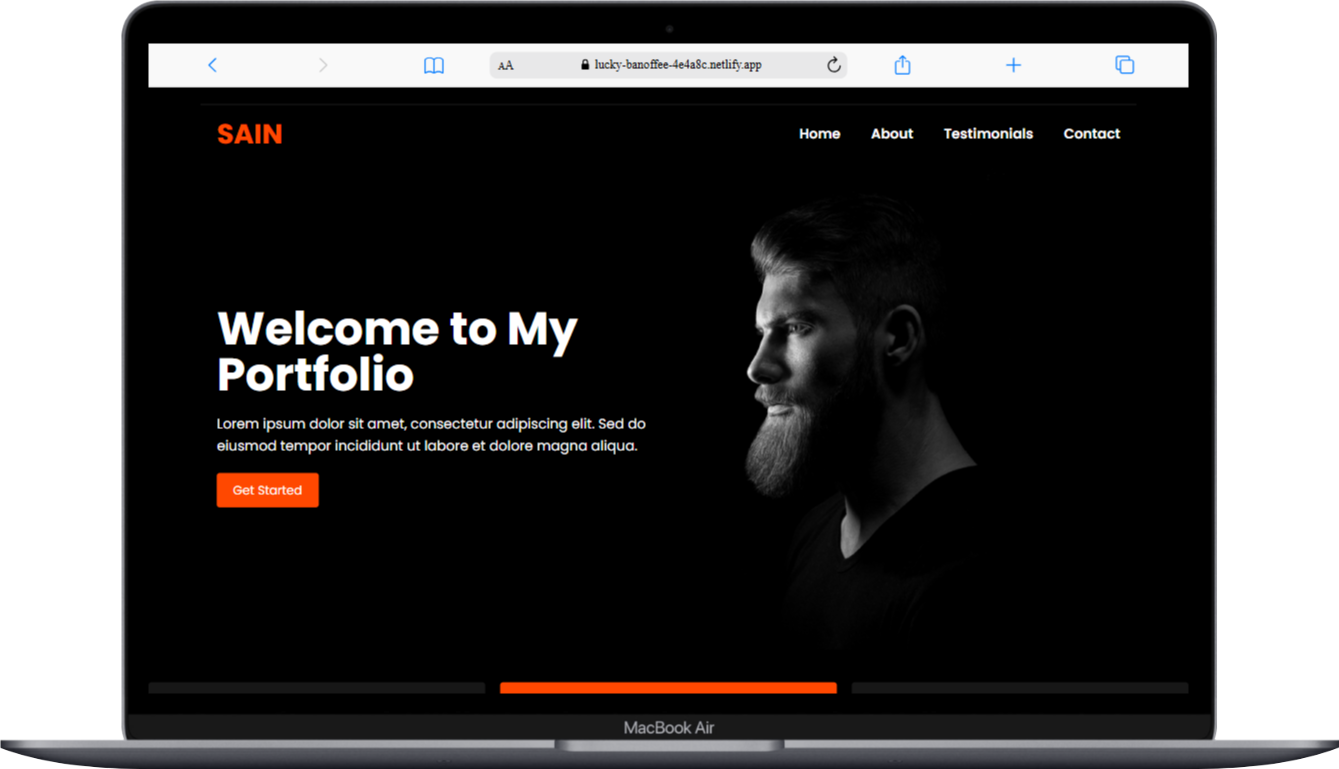 AA lucky-banoffee-4e4a8c.netlify.app
SAIN Home About Testimonials Contact
Welcome to My
Portfolio
Lorem ipsum dolor sit amet, consectetur adipiscing elit. Sed do
eiusmod tempor incididunt ut labore et dolore magna aliqua.
Get Started
MacBook Air